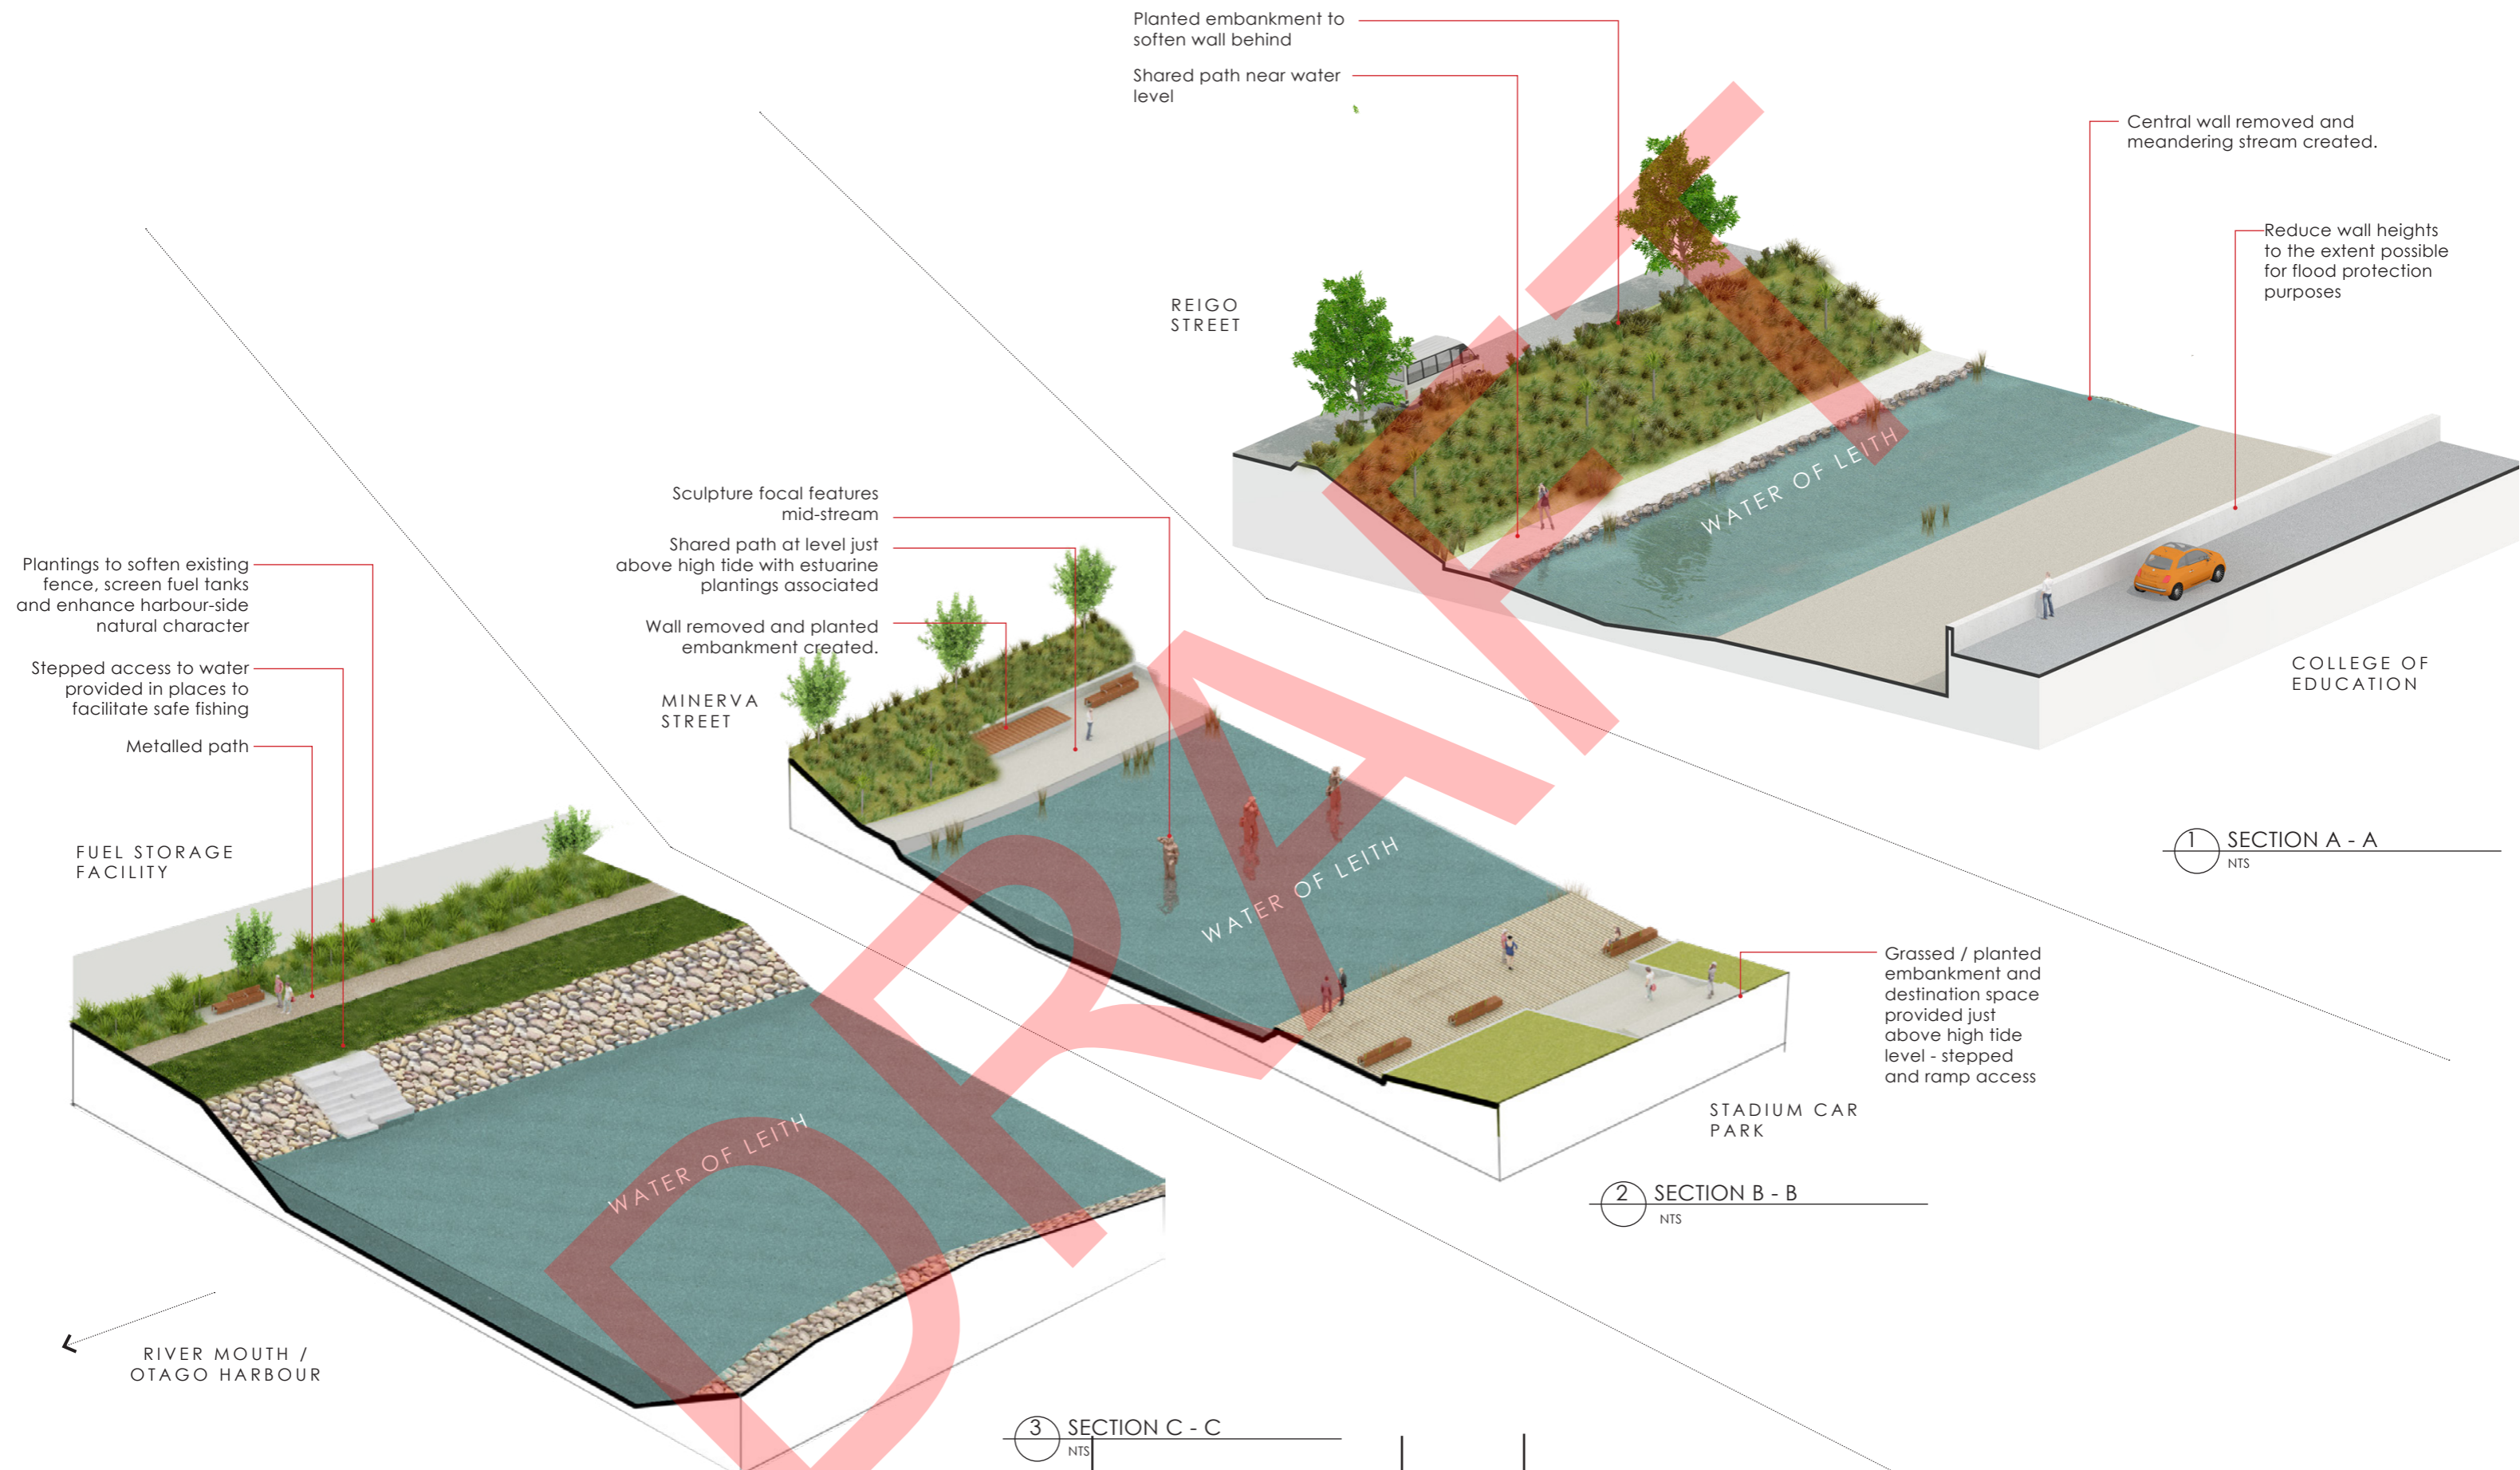 Planted embankment to
soften wall behind
Shared path near water
level
Central wall removed and
meandering stream created.
Reduce wall heights
to the extent possible
for flood protection
purposes
REIGO
STREET
WATER OF LEITH
COLLEGE OF
EDUCATION
1 SECTION A - A
NTS
Sculpture focal features
mid-stream
Shared path at level just
above high tide with estuarine
plantings associated
Wall removed and planted
embankment created.
MINERVA
STREET
WATER OF LEITH
Grassed / planted
embankment and
destination space
provided just
above high tide
level - stepped
and ramp access
STADIUM CAR
PARK
2 SECTION B - B
NTS
Plantings to soften existing
fence, screen fuel tanks
and enhance harbour-side
natural character
Stepped access to water
provided in places to
facilitate safe fishing
Metalled path
FUEL STORAGE
FACILITY
WATER OF LEITH
RIVER MOUTH /
OTAGO HARBOUR
3 SECTION C - C
NTS
DRAFT